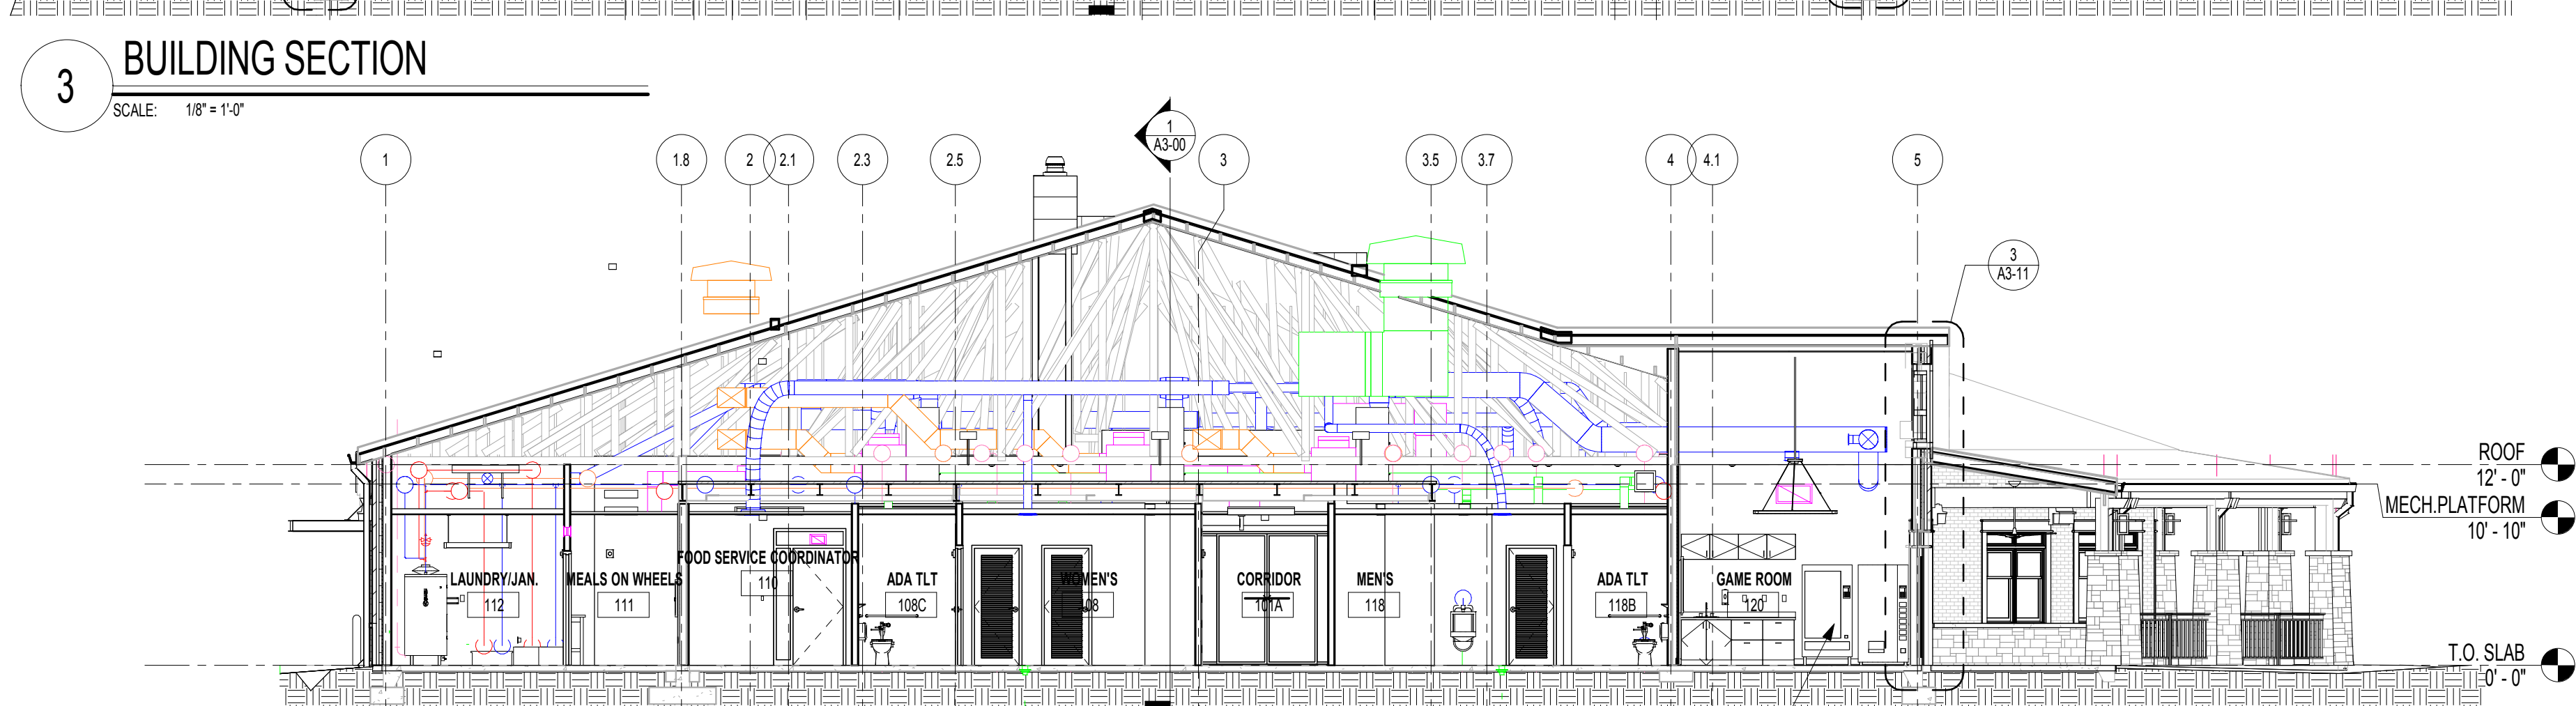 3
BUILDING SECTION
SCALE: 1/8" = 1'-0"
1
A3-00
1
1.8
2
2.1
2.3
2.5
3
3.5
3.7
4
4.1
5
3
A3-11
ROOF
12' - 0"
MECH.PLATFORM
10' - 10"
FOOD SERVICE COORDINATOR
110
LAUNDRY/JAN.
112
MEALS ON WHEELS
111
ADA TLT
108C
WOMEN'S
108
CORRIDOR
101A
MEN'S
118
ADA TLT
118B
GAME ROOM
120
T.O. SLAB
0' - 0"